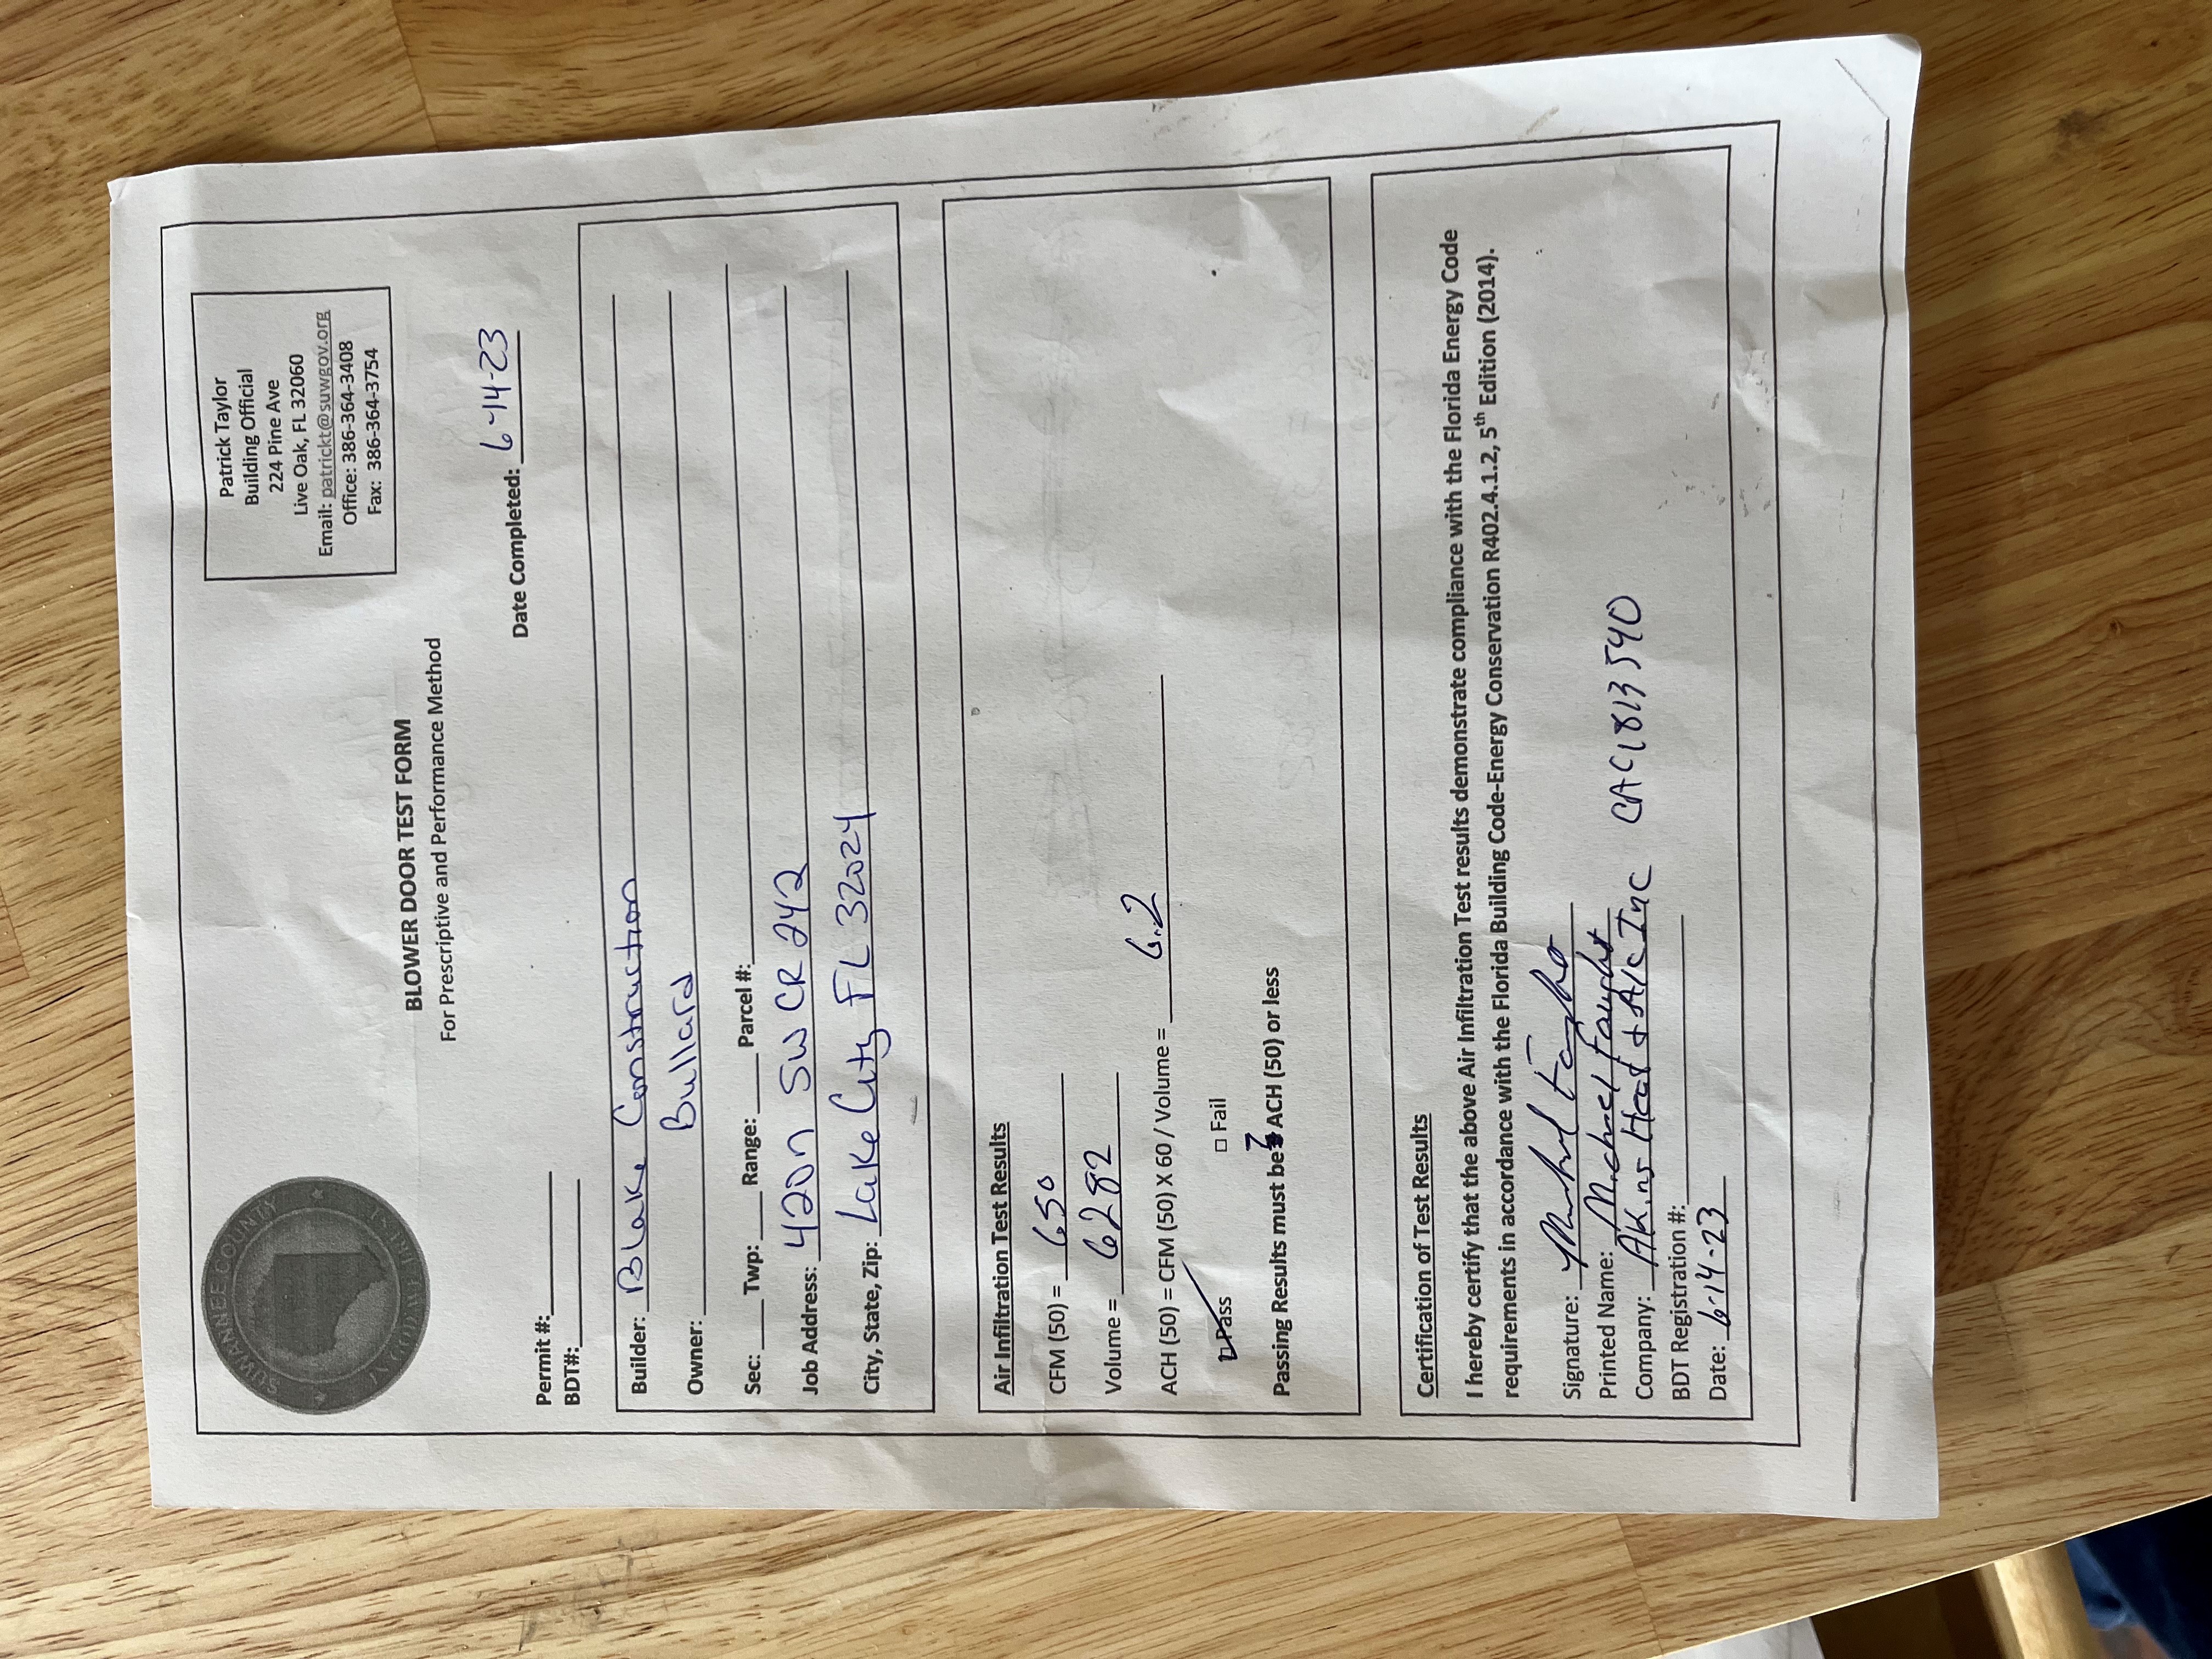 SUWANNEE COUNTY
Patrick Taylor
Building Official
224 Pine Ave
Live Oak, FL 32060
Email: patrickt@suwgov.org
Office: 386-364-3408
Fax: 386-364-3754
BLOWER DOOR TEST FORM
For Prescriptive and Performance Method
Permit #:
BDT#:
Date Completed: 6-14-23
Builder: Blake Construction
Owner: Bullard
Sec: Twp: Range: Parcel #:
Job Address: 4207 SW CR 242
City, State, Zip: Lake City FL 32024
Air Infiltration Test Results
CFM (50) = 650
Volume = 6282
ACH (50) = CFM (50) X 60 / Volume = 6.2
Pass Fail
Passing Results must be 7 ACH (50) or less
Certification of Test Results
I hereby certify that the above Air Infiltration Test results demonstrate compliance with the Florida Energy Code
requirements in accordance with the Florida Building Code-Energy Conservation R402.4.1.2, 5th Edition (2014).
Signature:
Printed Name: Michael Faught
Company: Akins Heat + A/C Inc CAC1813540
BDT Registration #:
Date: 6-14-23